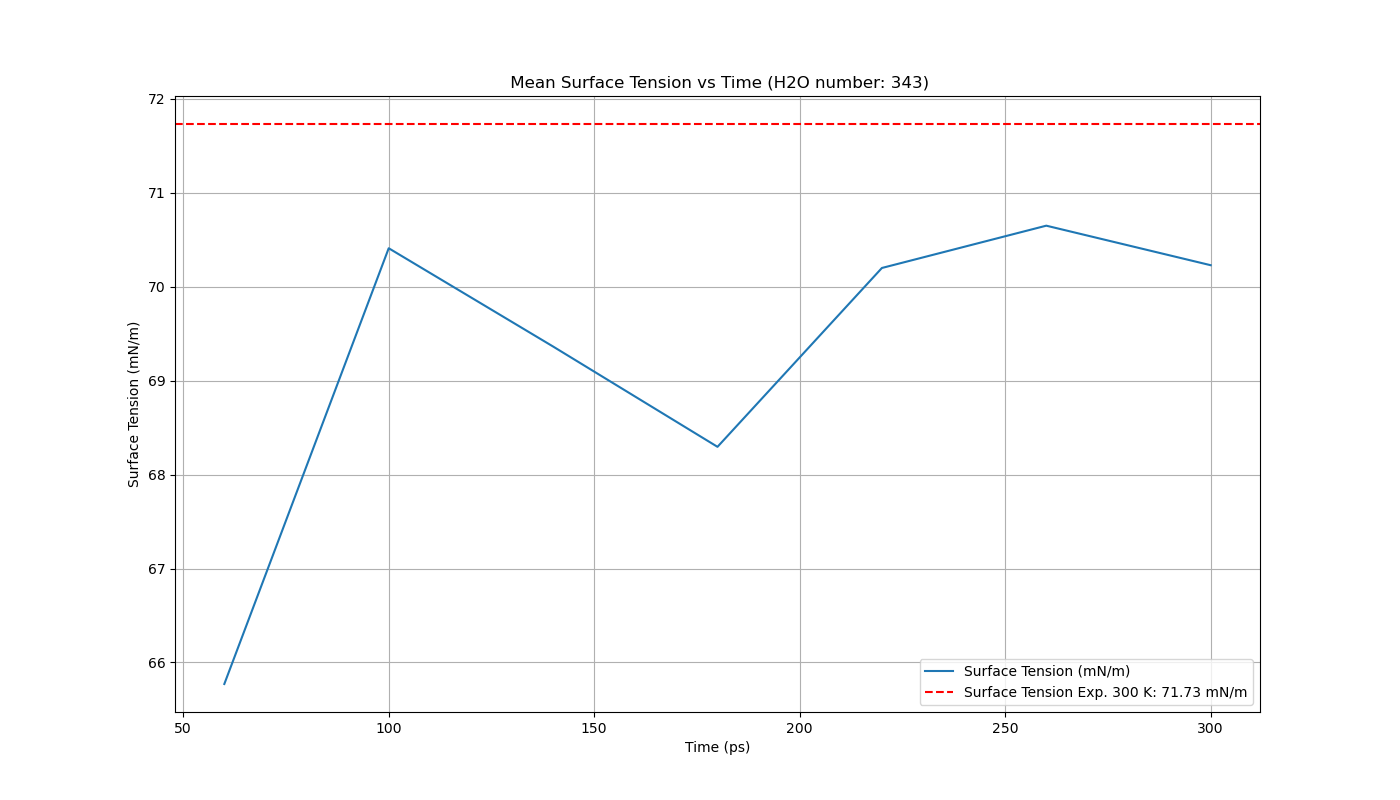 Mean Surface Tension vs Time (H2O number: 343)
72
71
70
69
68
67
66
Surface Tension (mN/m)
Surface Tension (mN/m)
Surface Tension Exp. 300 K: 71.73 mN/m
50
100
150
200
250
300
Time (ps)